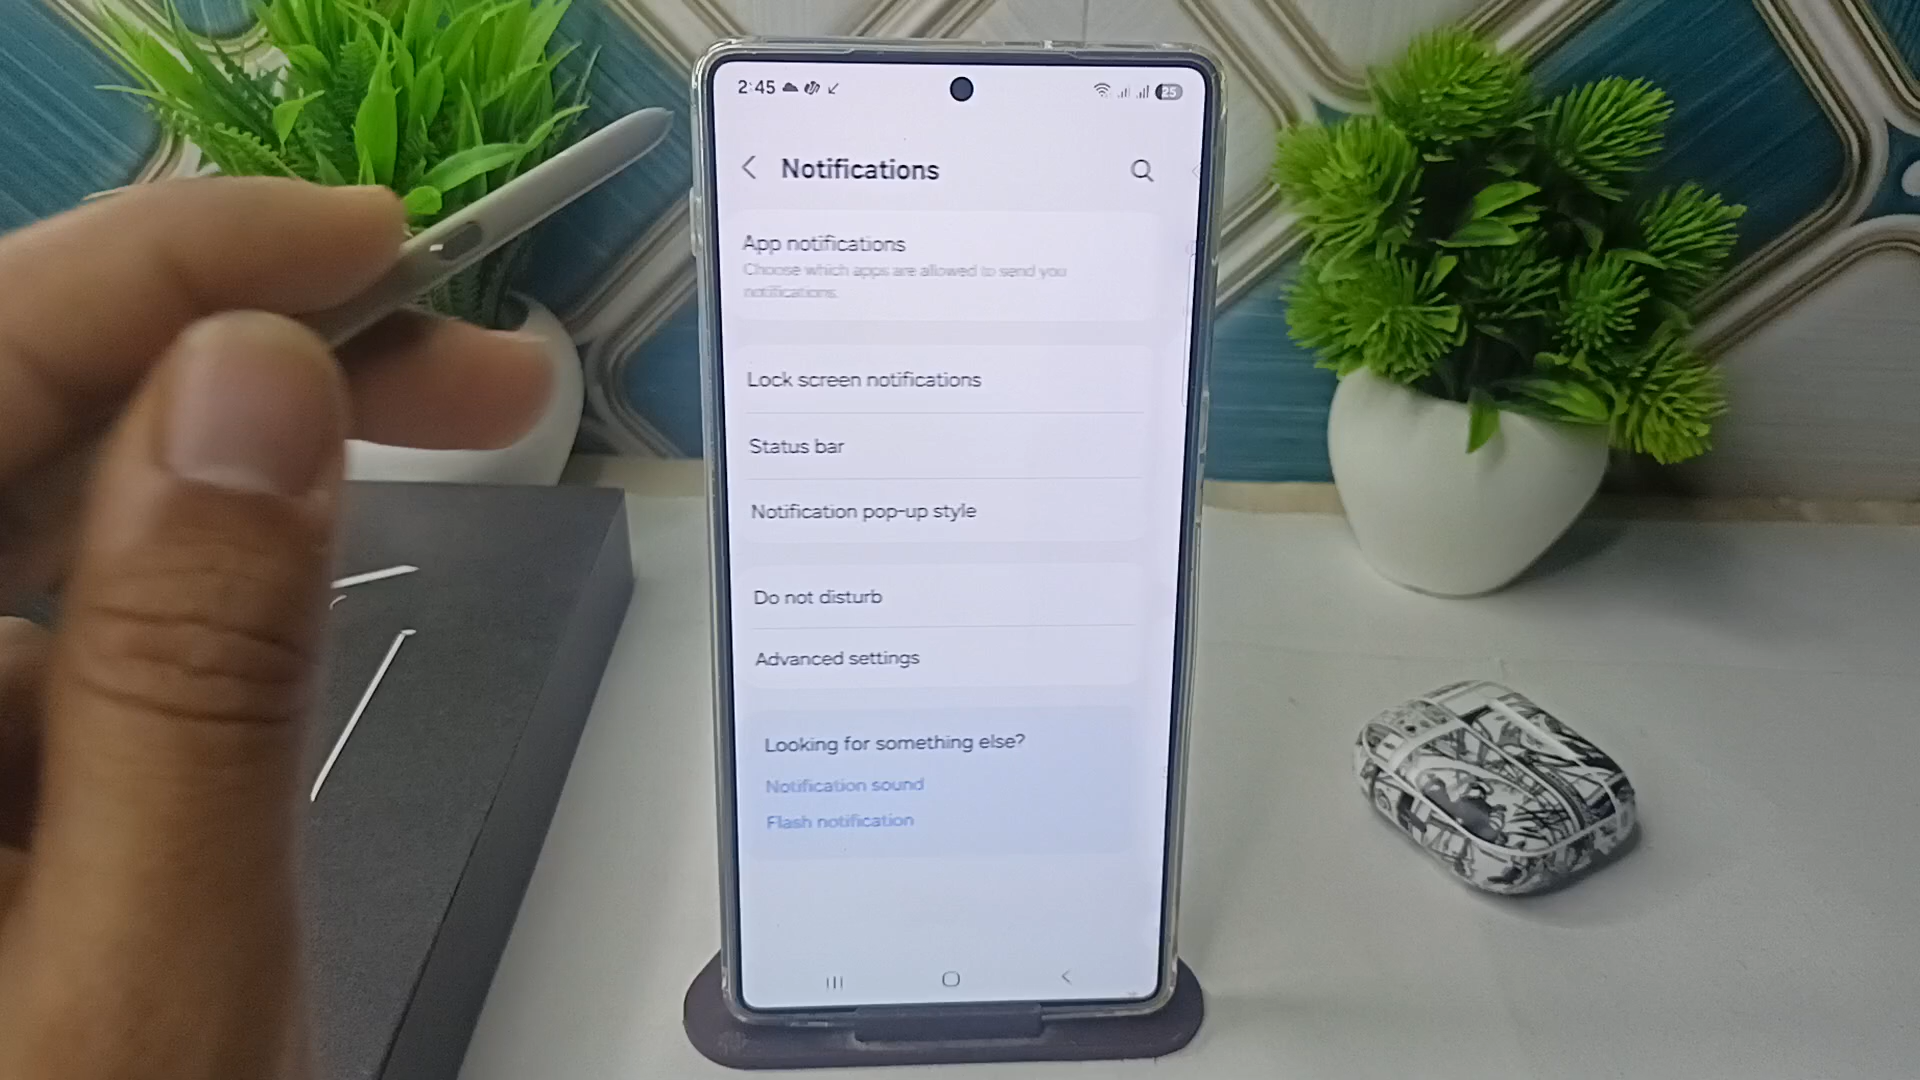 2:45
25
Notifications
App notifications
Choose which apps are allowed to send you
notifications.
Lock screen notifications
Status bar
Notification pop-up style
Do not disturb
Advanced settings
Looking for something else?
Notification sound
Flash notification